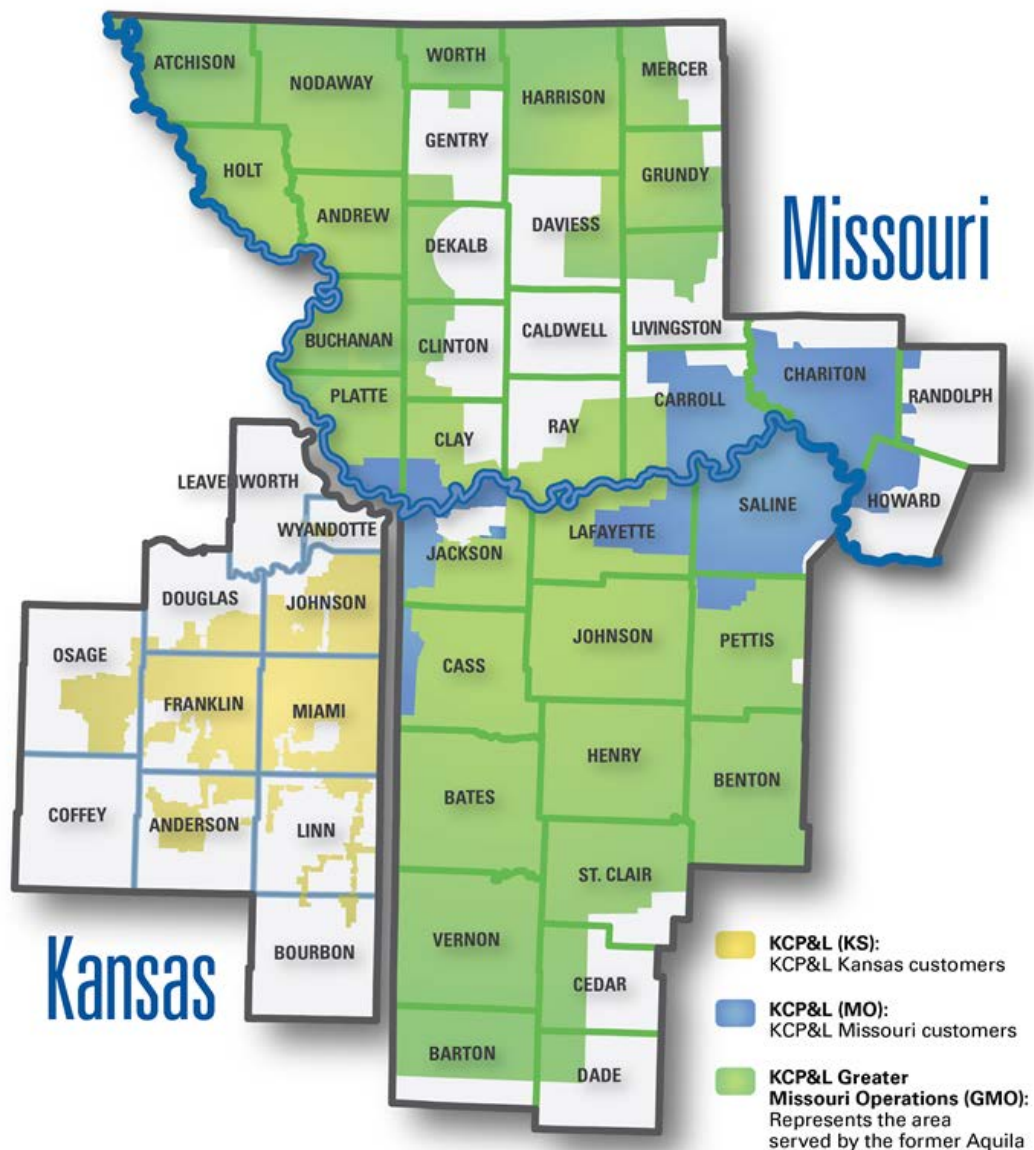 ATCHISON
NODAWAY
WORTH
HARRISON
MERCER
GENTRY
HOLT
GRUNDY
ANDREW
DAVIESS
DEKALB
Missouri
BUCHANAN
CLINTON
CALDWELL
LIVINGSTON
PLATTE
CHARITON
RANDOLPH
CARROLL
CLAY
RAY
LEAVENWORTH
WYANDOTTE
SALINE
HOWARD
LAFAYETTE
JACKSON
DOUGLAS
JOHNSON
JOHNSON
PETTIS
OSAGE
CASS
FRANKLIN
MIAMI
HENRY
BENTON
BATES
COFFEY
ANDERSON
LINN
ST. CLAIR
VERNON
BOURBON
Kansas
CEDAR
BARTON
DADE
KCP&L (KS):
KCP&L Kansas customers
KCP&L (MO):
KCP&L Missouri customers
KCP&L Greater
Missouri Operations (GMO):
Represents the area
served by the former Aquila